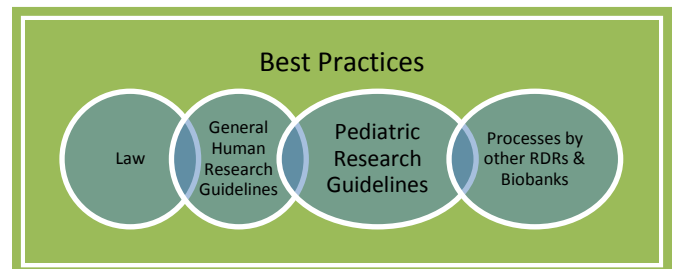 Best Practices
Law
General
Human
Research
Guidelines
Pediatric
Research
Guidelines
Processes by
other RDRs &
Biobanks